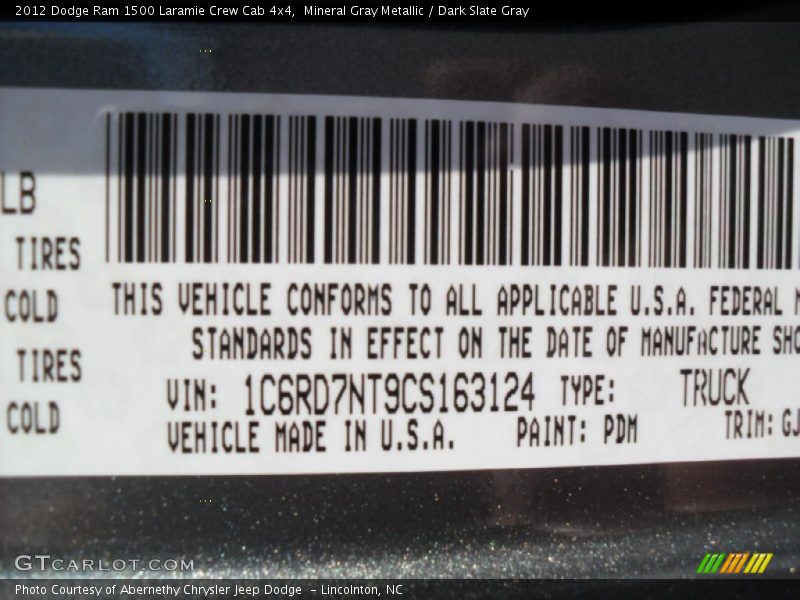 2012 Dodge Ram 1500 Laramie Crew Cab 4x4, Mineral Gray Metallic / Dark Slate Gray
LB
TIRES
COLD
TIRES
COLD
THIS VEHICLE CONFORMS TO ALL APPLICABLE U.S.A. FEDERAL M
STANDARDS IN EFFECT ON THE DATE OF MANUFACTURE SHO
VIN: 1C6RD7NT9CS163124 TYPE: TRUCK
VEHICLE MADE IN U.S.A. PAINT: PDM TRIM: GJ
GTCARLOT.COM
Photo Courtesy of Abernethy Chrysler Jeep Dodge - Lincolnton, NC